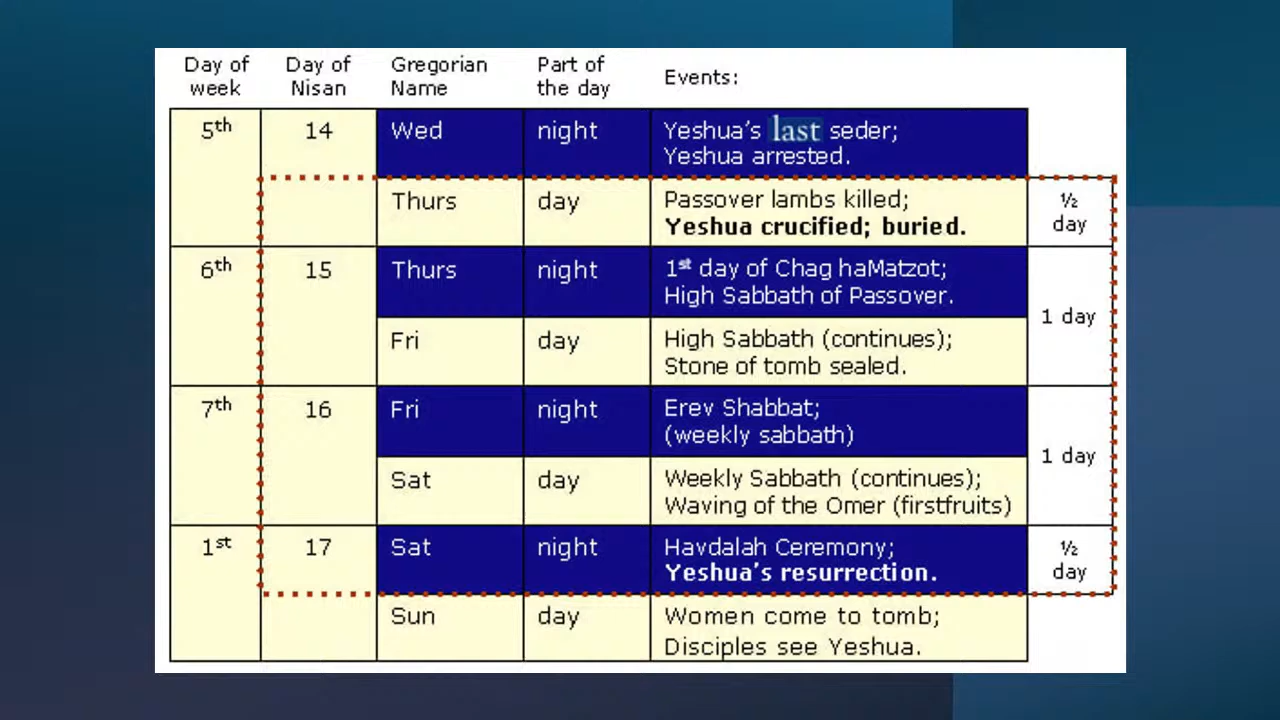 Day of week
Day of Nisan
Gregorian Name
Part of the day
Events:
5th
14
Wed
night
Yeshua's last seder;
Yeshua arrested.
Thurs
day
Passover lambs killed;
Yeshua crucified; buried.
½ day
6th
15
Thurs
night
1st day of Chag haMatzot;
High Sabbath of Passover.
1 day
Fri
day
High Sabbath (continues);
Stone of tomb sealed.
7th
16
Fri
night
Erev Shabbat;
(weekly sabbath)
1 day
Sat
day
Weekly Sabbath (continues);
Waving of the Omer (firstfruits)
1st
17
Sat
night
Havdalah Ceremony;
Yeshua's resurrection.
½ day
Sun
day
Women come to tomb;
Disciples see Yeshua.